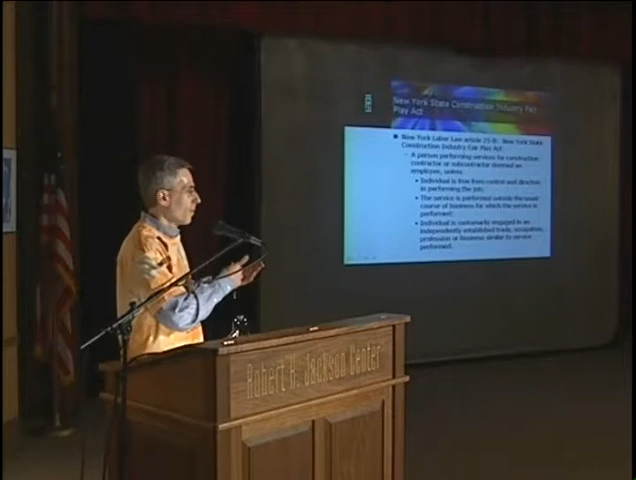 New York State Construction Industry Fair
Play Act
New York Labor Law article 25-B: New York State
Construction Industry Fair Play Act
A person performing services for construction
contractor or subcontractor deemed an
employee, unless:
Individual is free from control and direction
in performing the job;
The service is performed outside the usual
course of business for which the service is
performed;
Individual is customarily engaged in an
independently established trade, occupation,
profession or business similar to service
performed.
Robert H. Jackson Center